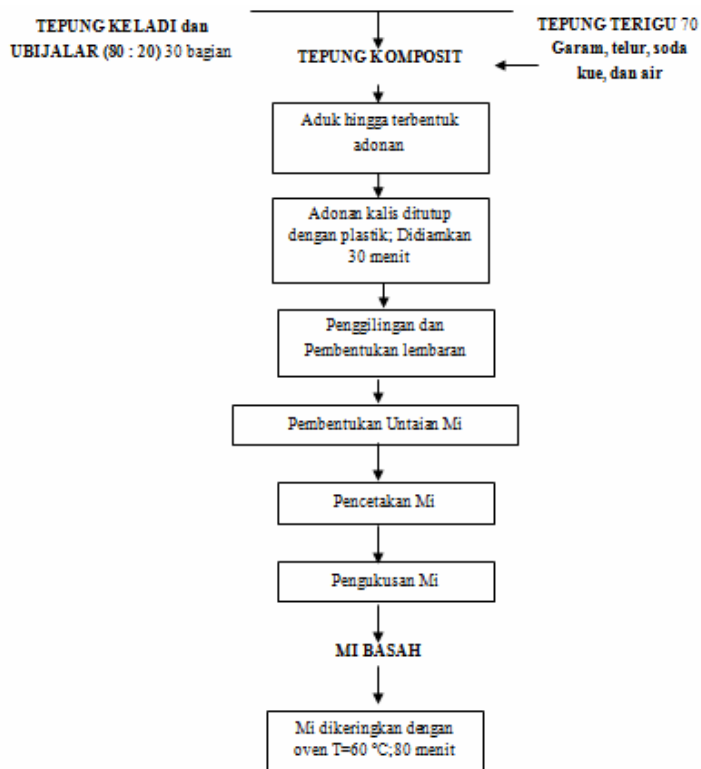 TEPUNG KELADI dan
UBIJALAR (80 : 20) 30 bagian
TEPUNG TERIGU 70
Garam, telur, soda
kue, dan air
TEPUNG KOMPOSIT
Aduk hingga terbentuk
adonan
Adonan kalis ditutup
dengan plastik; Didiamkan
30 menit
Penggilingan dan
Pembentukan lembaran
Pembentukan Untaian Mi
Pencetakan Mi
Pengukusan Mi
MI BASAH
Mi dikeringkan dengan
oven T=60 °C;80 menit